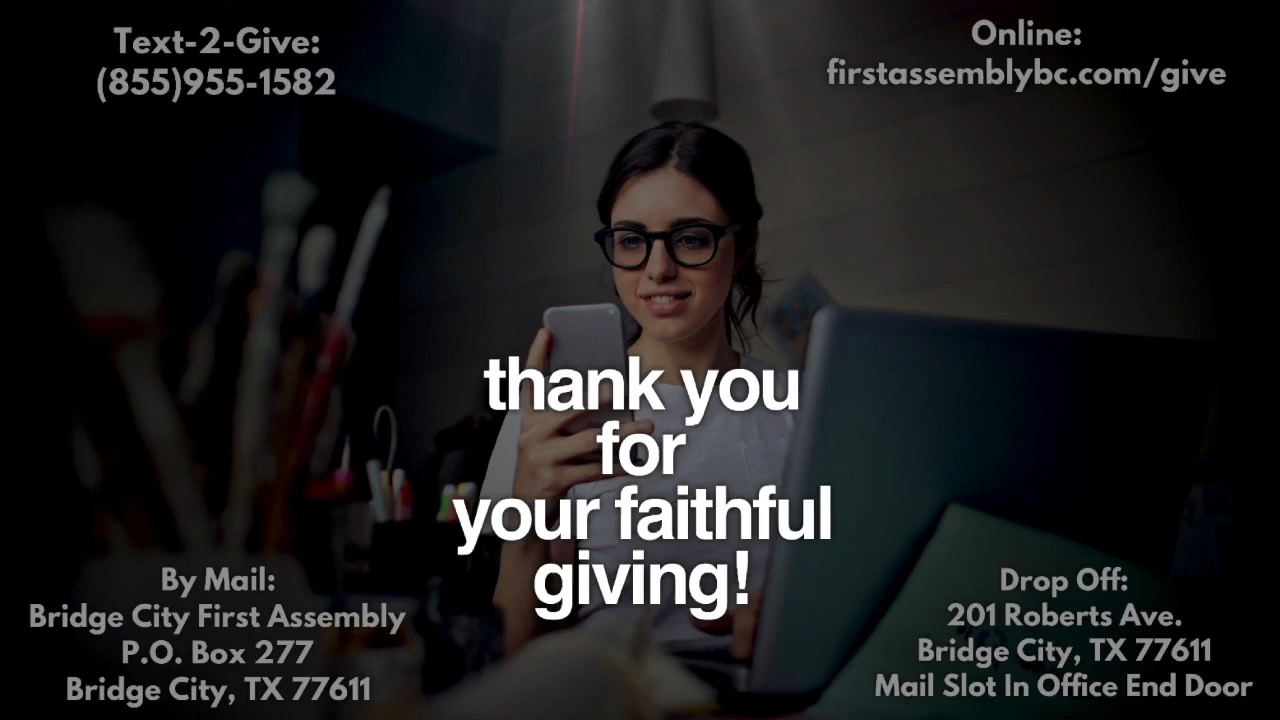 Text-2-Give:
(855)955-1582
Online:
firstassemblybc.com/give
thank you
for
your faithful
giving!
By Mail:
Bridge City First Assembly
P.O. Box 277
Bridge City, TX 77611
Drop Off:
201 Roberts Ave.
Bridge City, TX 77611
Mail Slot In Office End Door